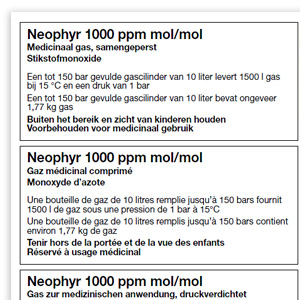 Neophyr 1000 ppm mol/mol
Medicinaal gas, samengeperst
Stikstofmonoxide
Een tot 150 bar gevulde gascilinder van 10 liter levert 1500 l gas
bij 15 °C en een druk van 1 bar
Een tot 150 bar gevulde gascilinder van 10 liter bevat ongeveer
1,77 kg gas
Buiten het bereik en zicht van kinderen houden
Voorbehouden voor medicinaal gebruik
Neophyr 1000 ppm mol/mol
Gaz médicinal comprimé
Monoxyde d'azote
Une bouteille de gaz de 10 litres remplie jusqu'à 150 bars fournit
1500 l de gaz sous une pression de 1 bar à 15°C
Une bouteille de gaz de 10 litres remplie jusqu'à 150 bars contient
environ 1,77 kg de gaz
Tenir hors de la portée et de la vue des enfants
Réservé à usage médicinal
Neophyr 1000 ppm mol/mol
Gas zur medizinischen anwendung, druckverdichtet